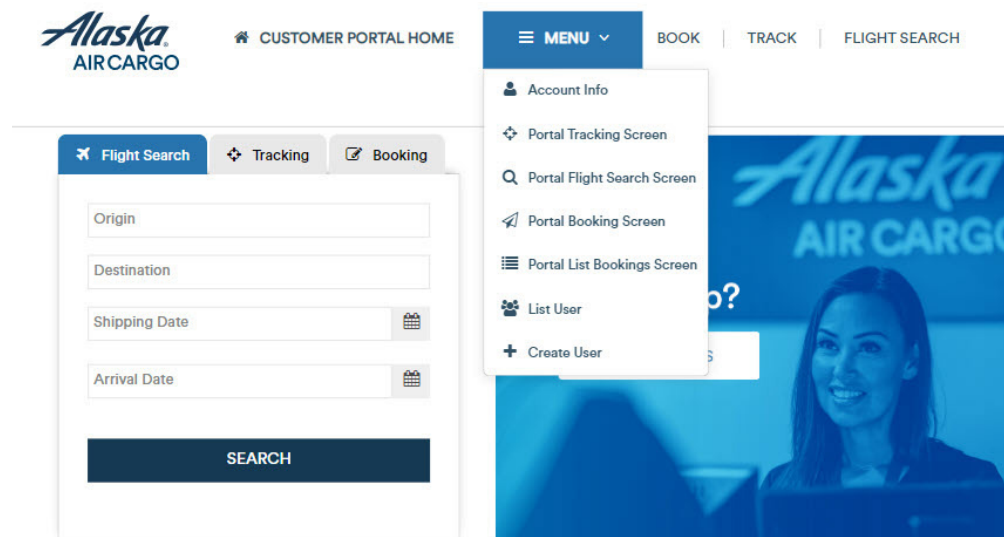 Alaska
AIR CARGO
CUSTOMER PORTAL HOME
MENU
BOOK
TRACK
FLIGHT SEARCH
Account Info
Portal Tracking Screen
Portal Flight Search Screen
Portal Booking Screen
Portal List Bookings Screen
List User
Create User
Flight Search
Tracking
Booking
Origin
Destination
Shipping Date
Arrival Date
SEARCH
Alaska
AIR CARGO